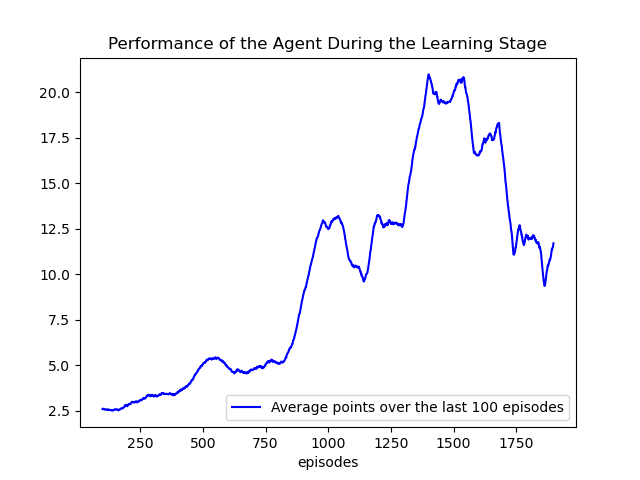 Performance of the Agent During the Learning Stage
20.0
17.5
15.0
12.5
10.0
7.5
5.0
2.5
Average points over the last 100 episodes
250 500 750 1000 1250 1500 1750
episodes